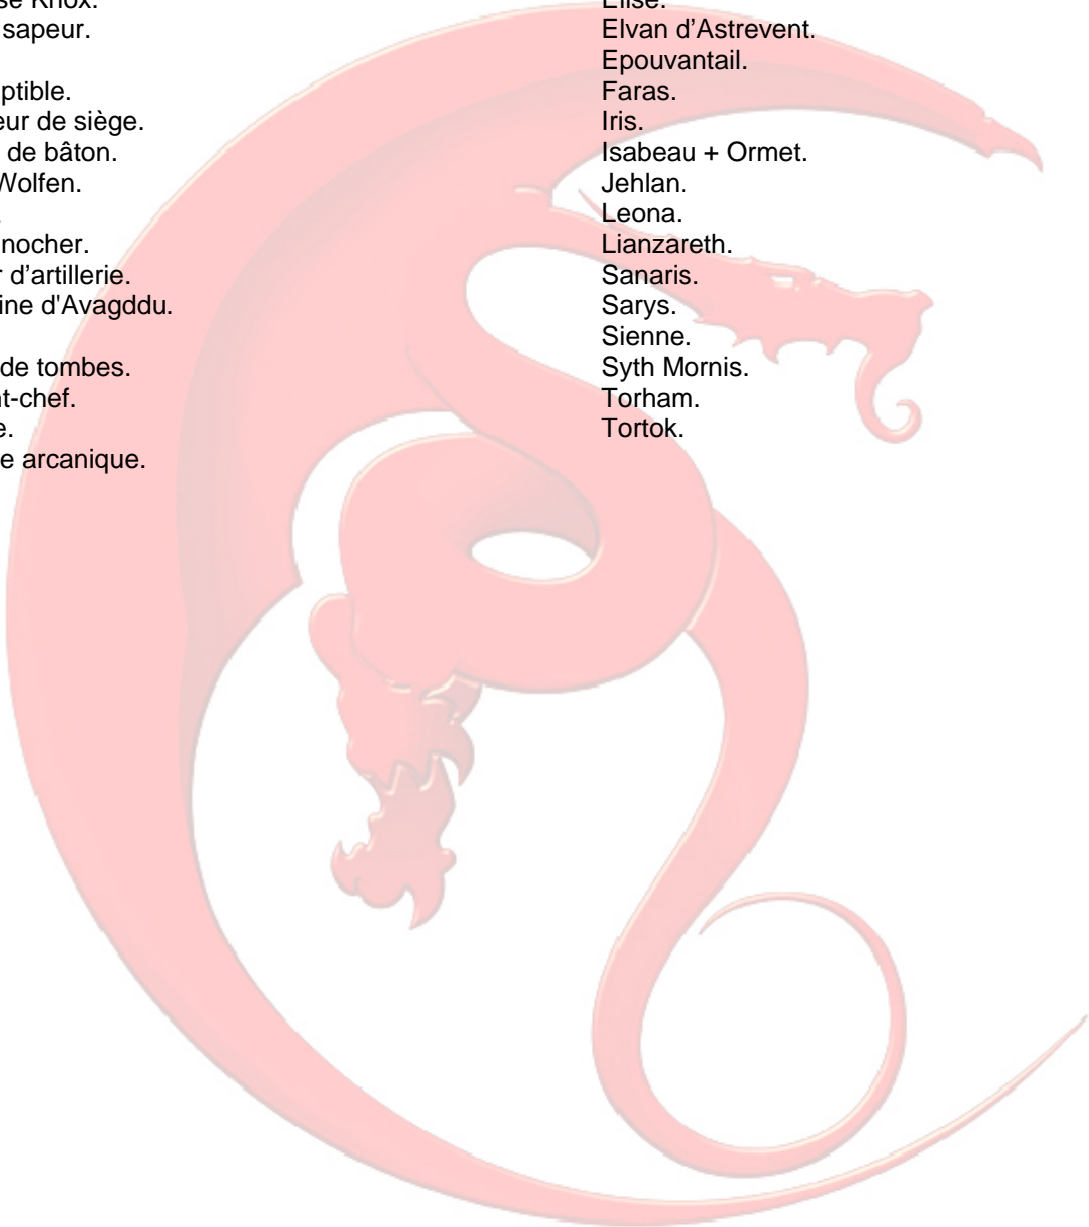 se Knox.
sapeur.
ptible.
eur de siège.
de bâton.
Wolfen.
nocher.
r d’artillerie.
ine d'Avagddu.
de tombes.
t-chef.
e.
e arcanique.
Elise.
Elvan d’Astrevent.
Epouvantail.
Faras.
Iris.
Isabeau + Ormet.
Jehlan.
Leona.
Lianzareth.
Sanaris.
Sarys.
Sienne.
Syth Mornis.
Torham.
Tortok.